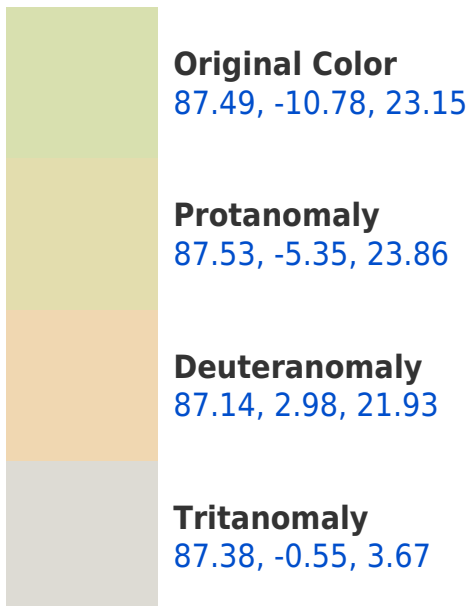 Original Color
87.49, -10.78, 23.15
Protanomaly
87.53, -5.35, 23.86
Deuteranomaly
87.14, 2.98, 21.93
Tritanomaly
87.38, -0.55, 3.67